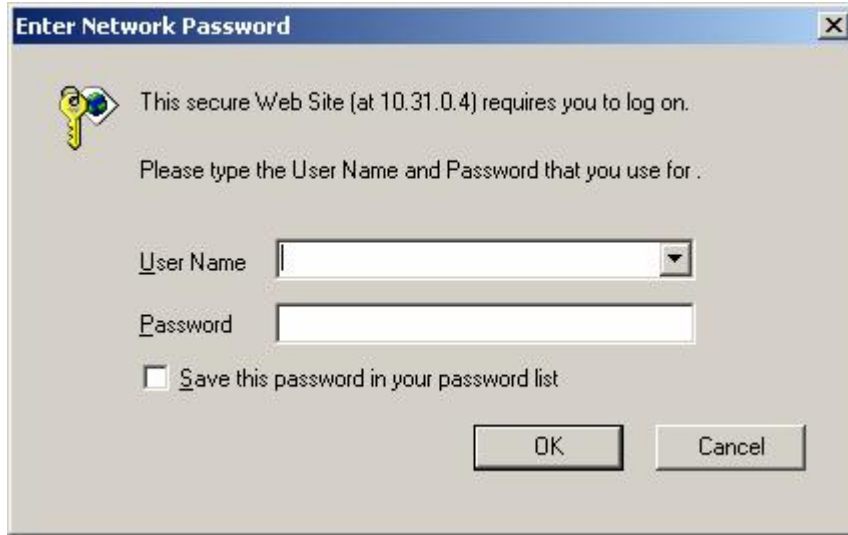 Enter Network Password
This secure Web Site (at 10.31.0.4) requires you to log on.
Please type the User Name and Password that you use for .
User Name
Password
Save this password in your password list
OK Cancel